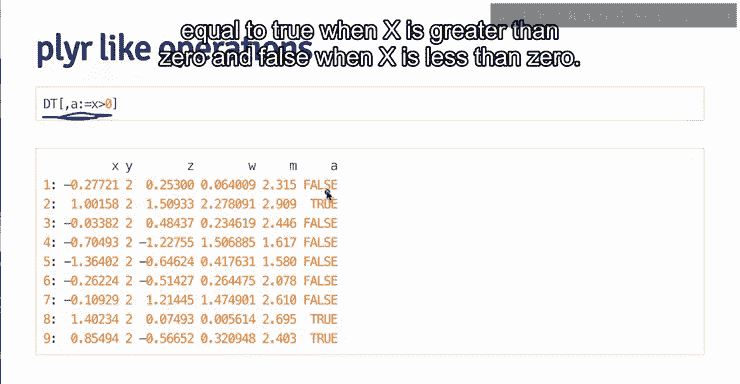 equal to true when X is greater than
zero and false when X is less than zero.
plyr like operations
DT[,a:=x>0]
x y z w m a
1: -0.27721 2 0.25300 0.064009 2.315 FALSE
2: 1.00158 2 1.50933 2.278091 2.909 TRUE
3: -0.03382 2 0.48437 0.234619 2.446 FALSE
4: -0.70493 2 -1.22755 1.506885 1.617 FALSE
5: -1.36402 2 -0.64624 0.417631 1.580 FALSE
6: -0.26224 2 -0.51427 0.264475 2.078 FALSE
7: -0.10929 2 1.21445 1.474901 2.610 FALSE
8: 1.40234 2 0.07493 0.005614 2.695 TRUE
9: 0.85494 2 -0.56652 0.320948 2.403 TRUE